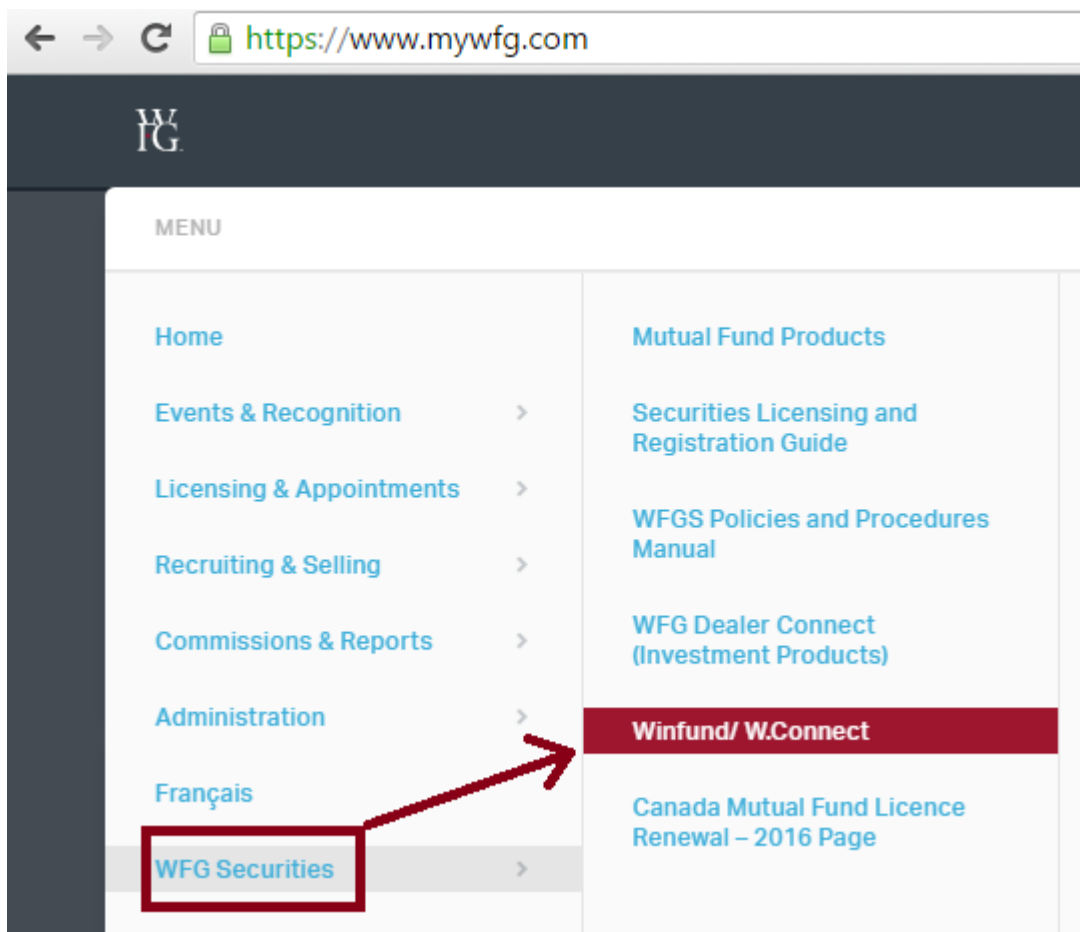 https://www.mywfg.com
WFG.
MENU
Home
Events & Recognition
Licensing & Appointments
Recruiting & Selling
Commissions & Reports
Administration
Français
WFG Securities
Mutual Fund Products
Securities Licensing and
Registration Guide
WFGS Policies and Procedures
Manual
WFG Dealer Connect
(Investment Products)
Winfund/ W.Connect
Canada Mutual Fund Licence
Renewal – 2016 Page